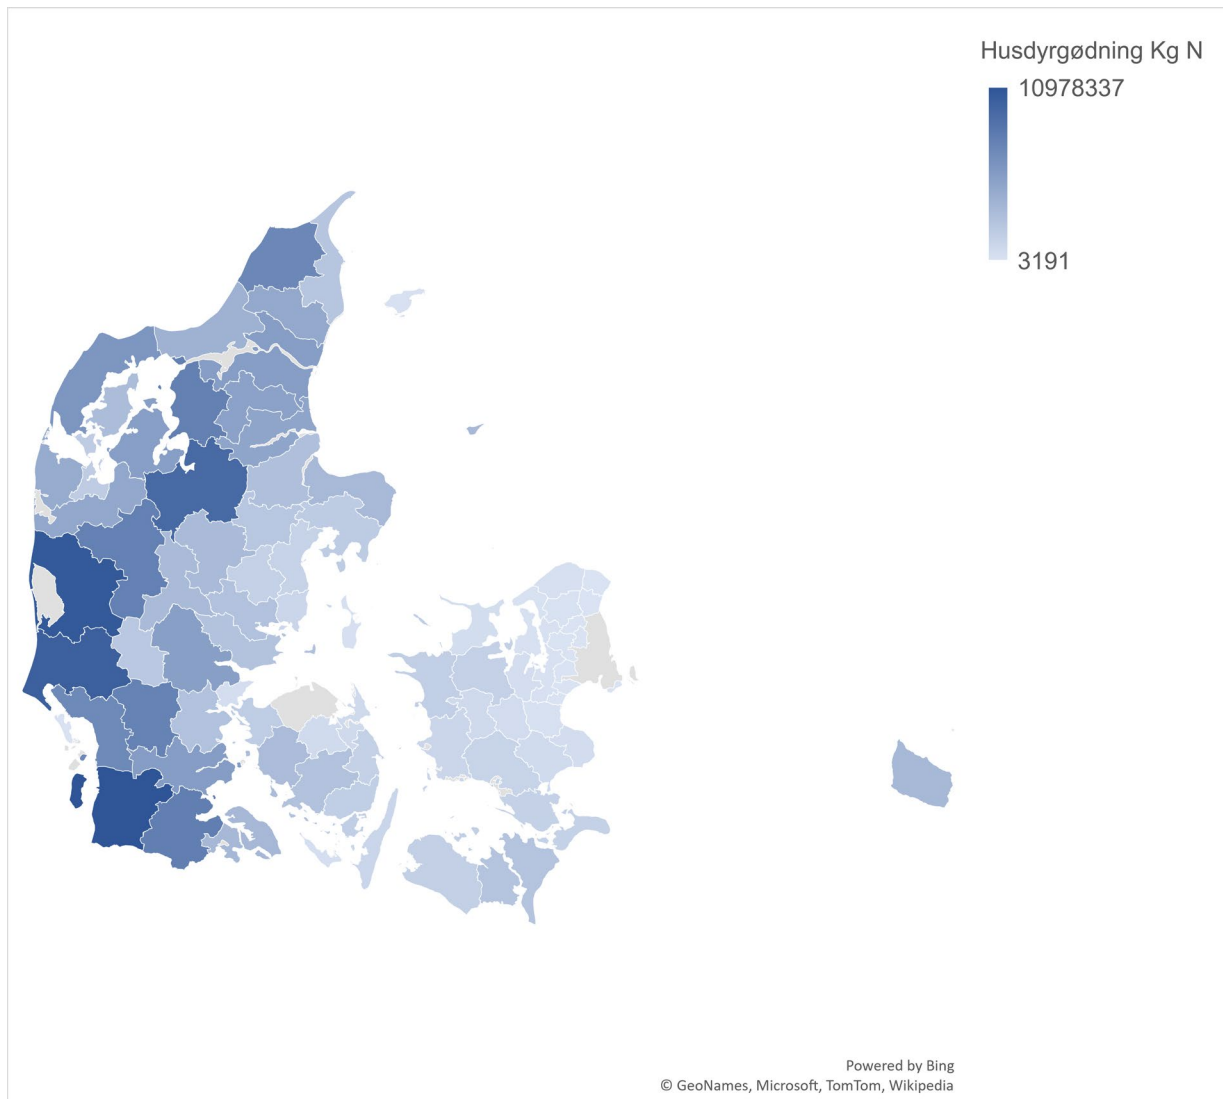 Husdyrgødning Kg N
10978337
3191
Powered by Bing
© GeoNames, Microsoft, TomTom, Wikipedia